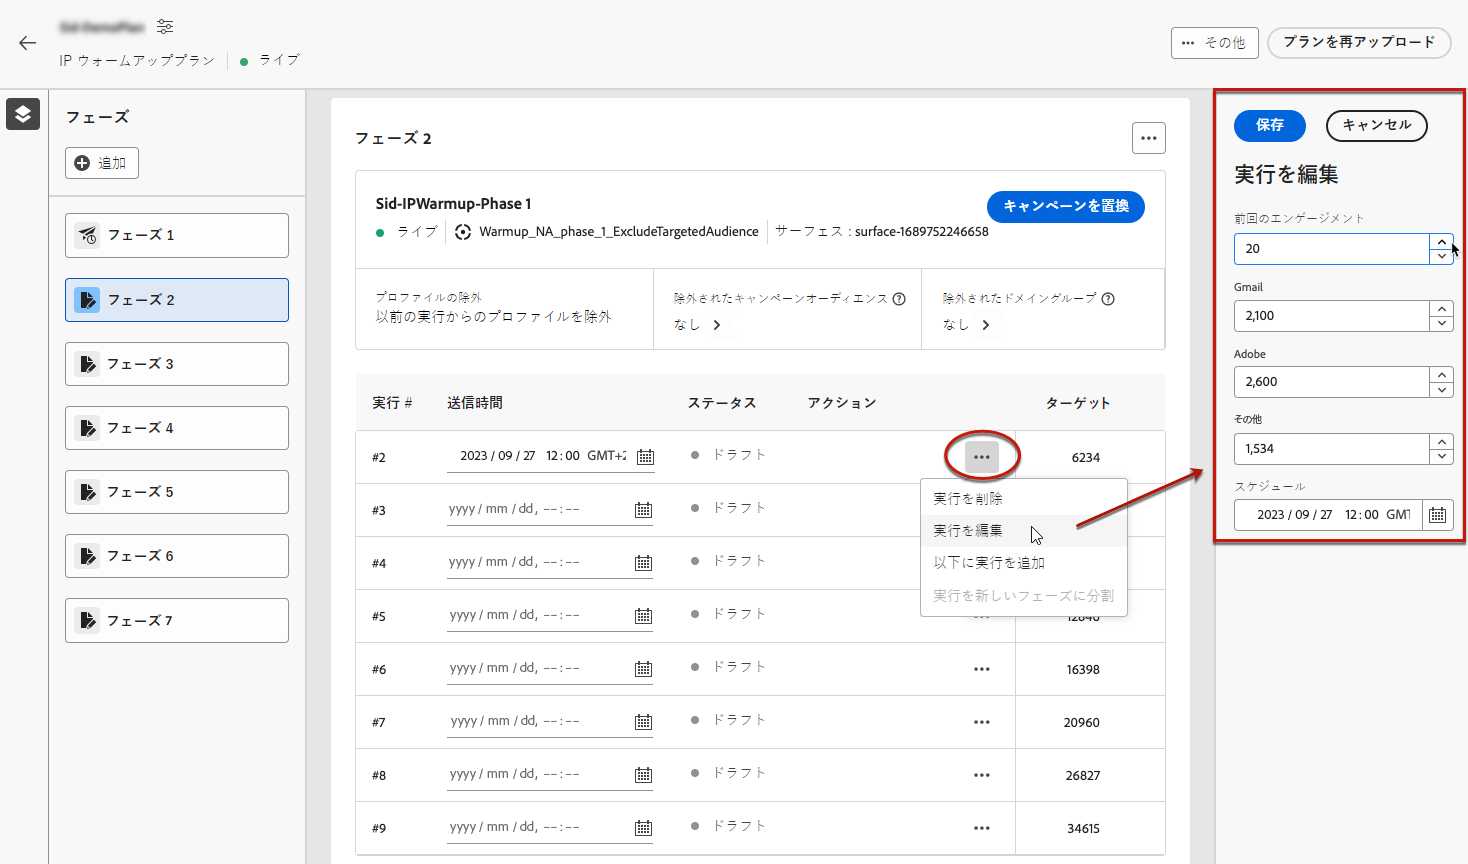 IP ウォームアッププラン
ライブ
その他
プランを再アップロード
フェーズ
追加
フェーズ 1
フェーズ 2
フェーズ 3
フェーズ 4
フェーズ 5
フェーズ 6
フェーズ 7
フェーズ 2
Sid-IPWarmup-Phase 1
キャンペーンを置換
ライブ
Warmup_NA_phase_1_ExcludeTargetedAudience
サーフェス : surface-1689752246658
プロファイルの除外
以前の実行からのプロファイルを除外
除外されたキャンペーンオーディエンス
なし
除外されたドメイングループ
なし
実行 # 送信時間 ステータス アクション ターゲット
#2 2023 / 09 / 27 12 : 00 GMT+2 ドラフト 6234
#3 yyyy / mm / dd, -- : -- ドラフト
#4 yyyy / mm / dd, -- : -- ドラフト
#5 yyyy / mm / dd, -- : -- ドラフト
#6 yyyy / mm / dd, -- : -- ドラフト 16398
#7 yyyy / mm / dd, -- : -- ドラフト 20960
#8 yyyy / mm / dd, -- : -- ドラフト 26827
#9 yyyy / mm / dd, -- : -- ドラフト 34615
実行を削除
実行を編集
以下に実行を追加
実行を新しいフェーズに分割
保存
キャンセル
実行を編集
前回のエンゲージメント
20
Gmail
2,100
Adobe
2,600
その他
1,534
スケジュール
2023 / 09 / 27 12 : 00 GMT